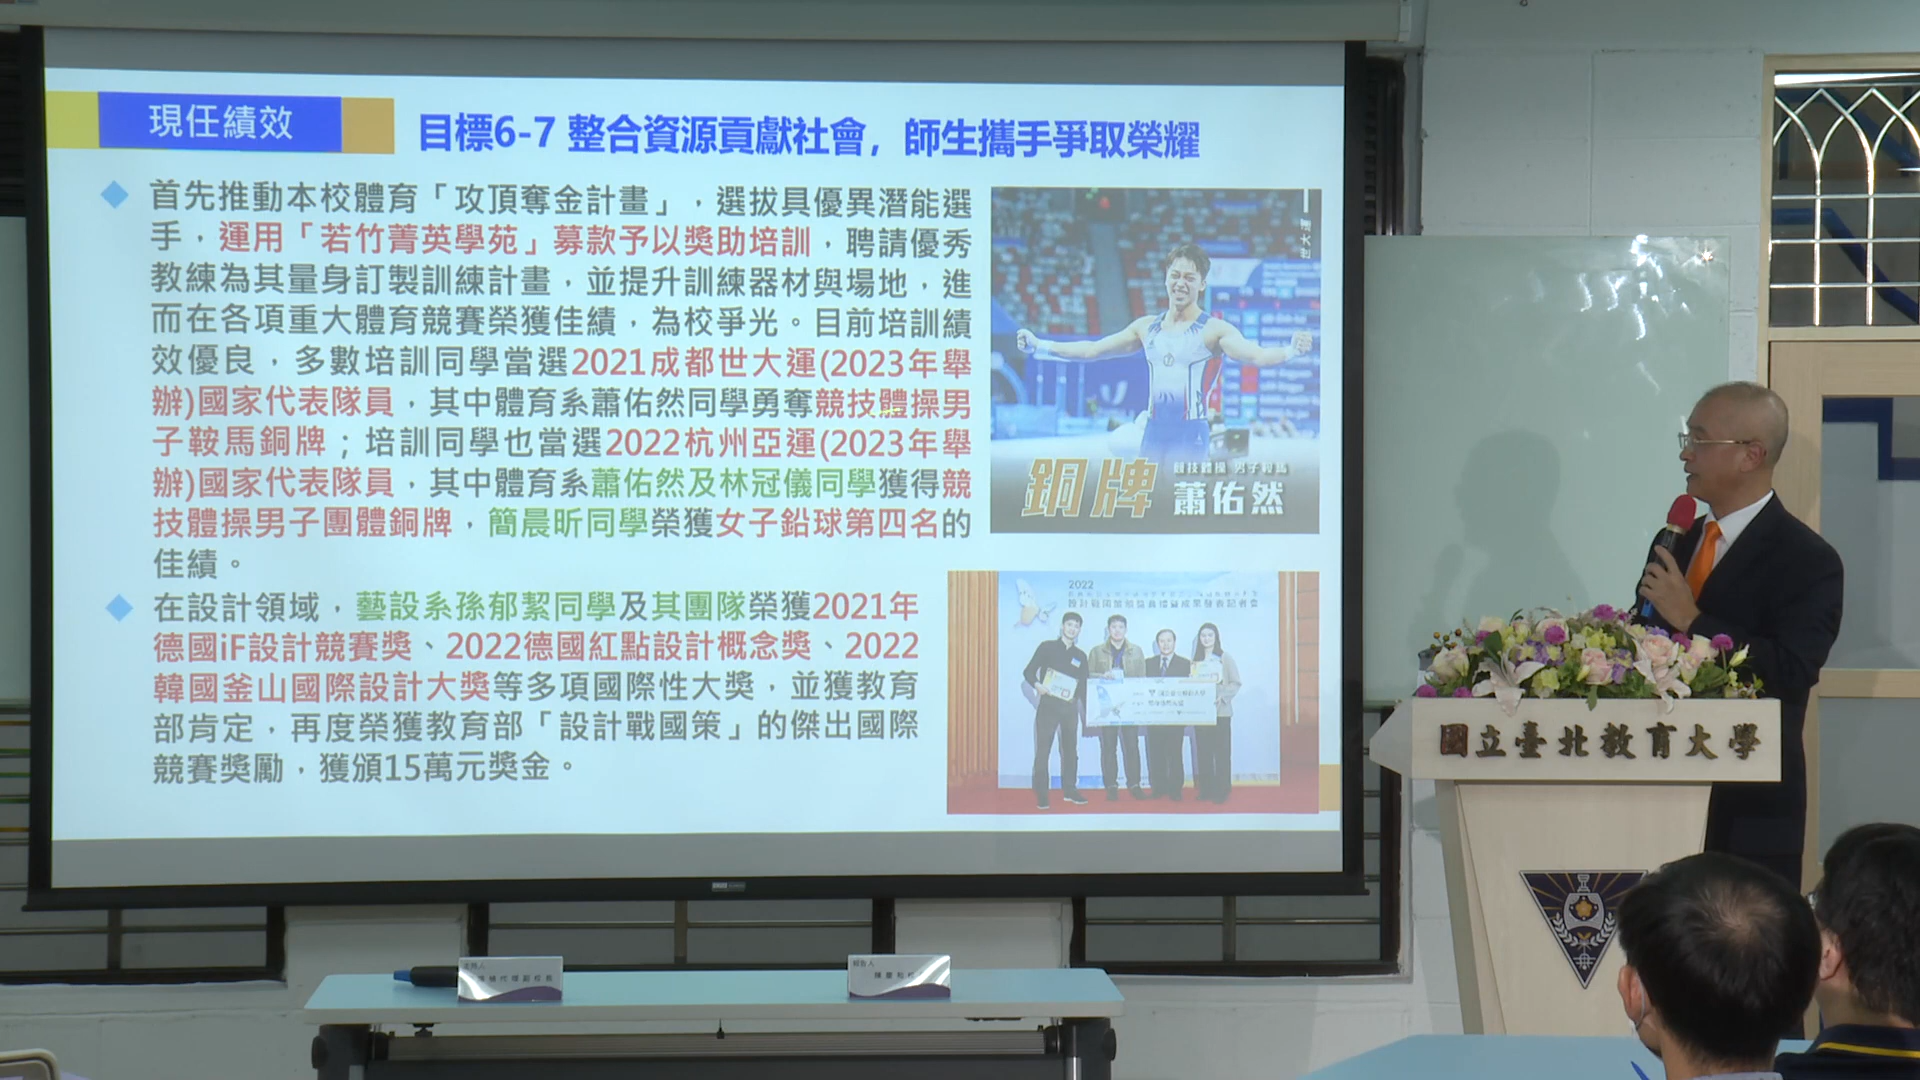 現任績效
目標6-7 整合資源貢獻社會，師生攜手爭取榮耀
首先推動本校體育「攻頂奪金計畫」，選拔具優異潛能選
手，運用「若竹菁英學苑」募款予以獎助培訓，聘請優秀
教練為其量身訂製訓練計畫，並提升訓練器材與場地，進
而在各項重大體育競賽榮獲佳績，為校爭光。目前培訓績
效優良，多數培訓同學當選2021成都世大運(2023年舉
辦)國家代表隊員，其中體育系蕭佑然同學勇奪競技體操男
子鞍馬銅牌；培訓同學也當選2022杭州亞運(2023年舉
辦)國家代表隊員，其中體育系蕭佑然及林冠儀同學獲得競
技體操男子團體銅牌，簡晨昕同學榮獲女子鉛球第四名的
佳績。
在設計領域，藝設系孫郁絜同學及其團隊榮獲2021年
德國iF設計競賽獎、2022德國紅點設計概念獎、2022
韓國釜山國際設計大獎等多項國際性大獎，並獲教育
部肯定，再度榮獲教育部「設計戰國策」的傑出國際
競賽獎勵，獲頒15萬元獎金。
世大運
銅牌
競技體操 男子鞍馬
蕭佑然
2022
國立臺北教育大學
主持人
報告人